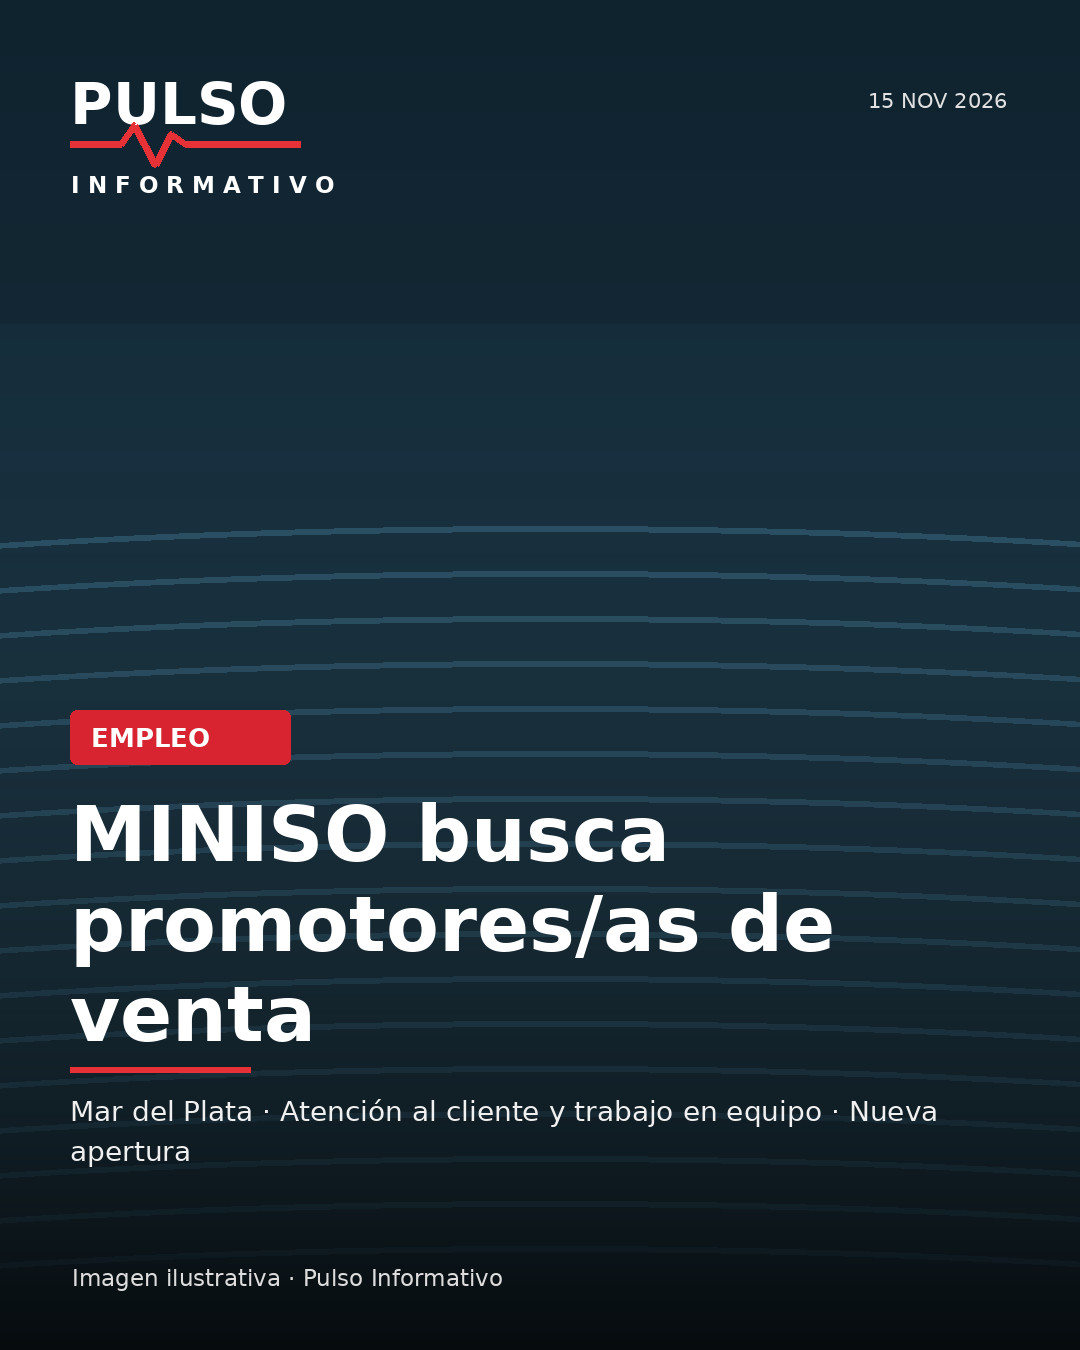 PULSO
INFORMATIVO
15 NOV 2026
EMPLEO
MINISO busca
promotores/as de
venta
Mar del Plata · Atención al cliente y trabajo en equipo · Nueva
apertura
Imagen ilustrativa · Pulso Informativo